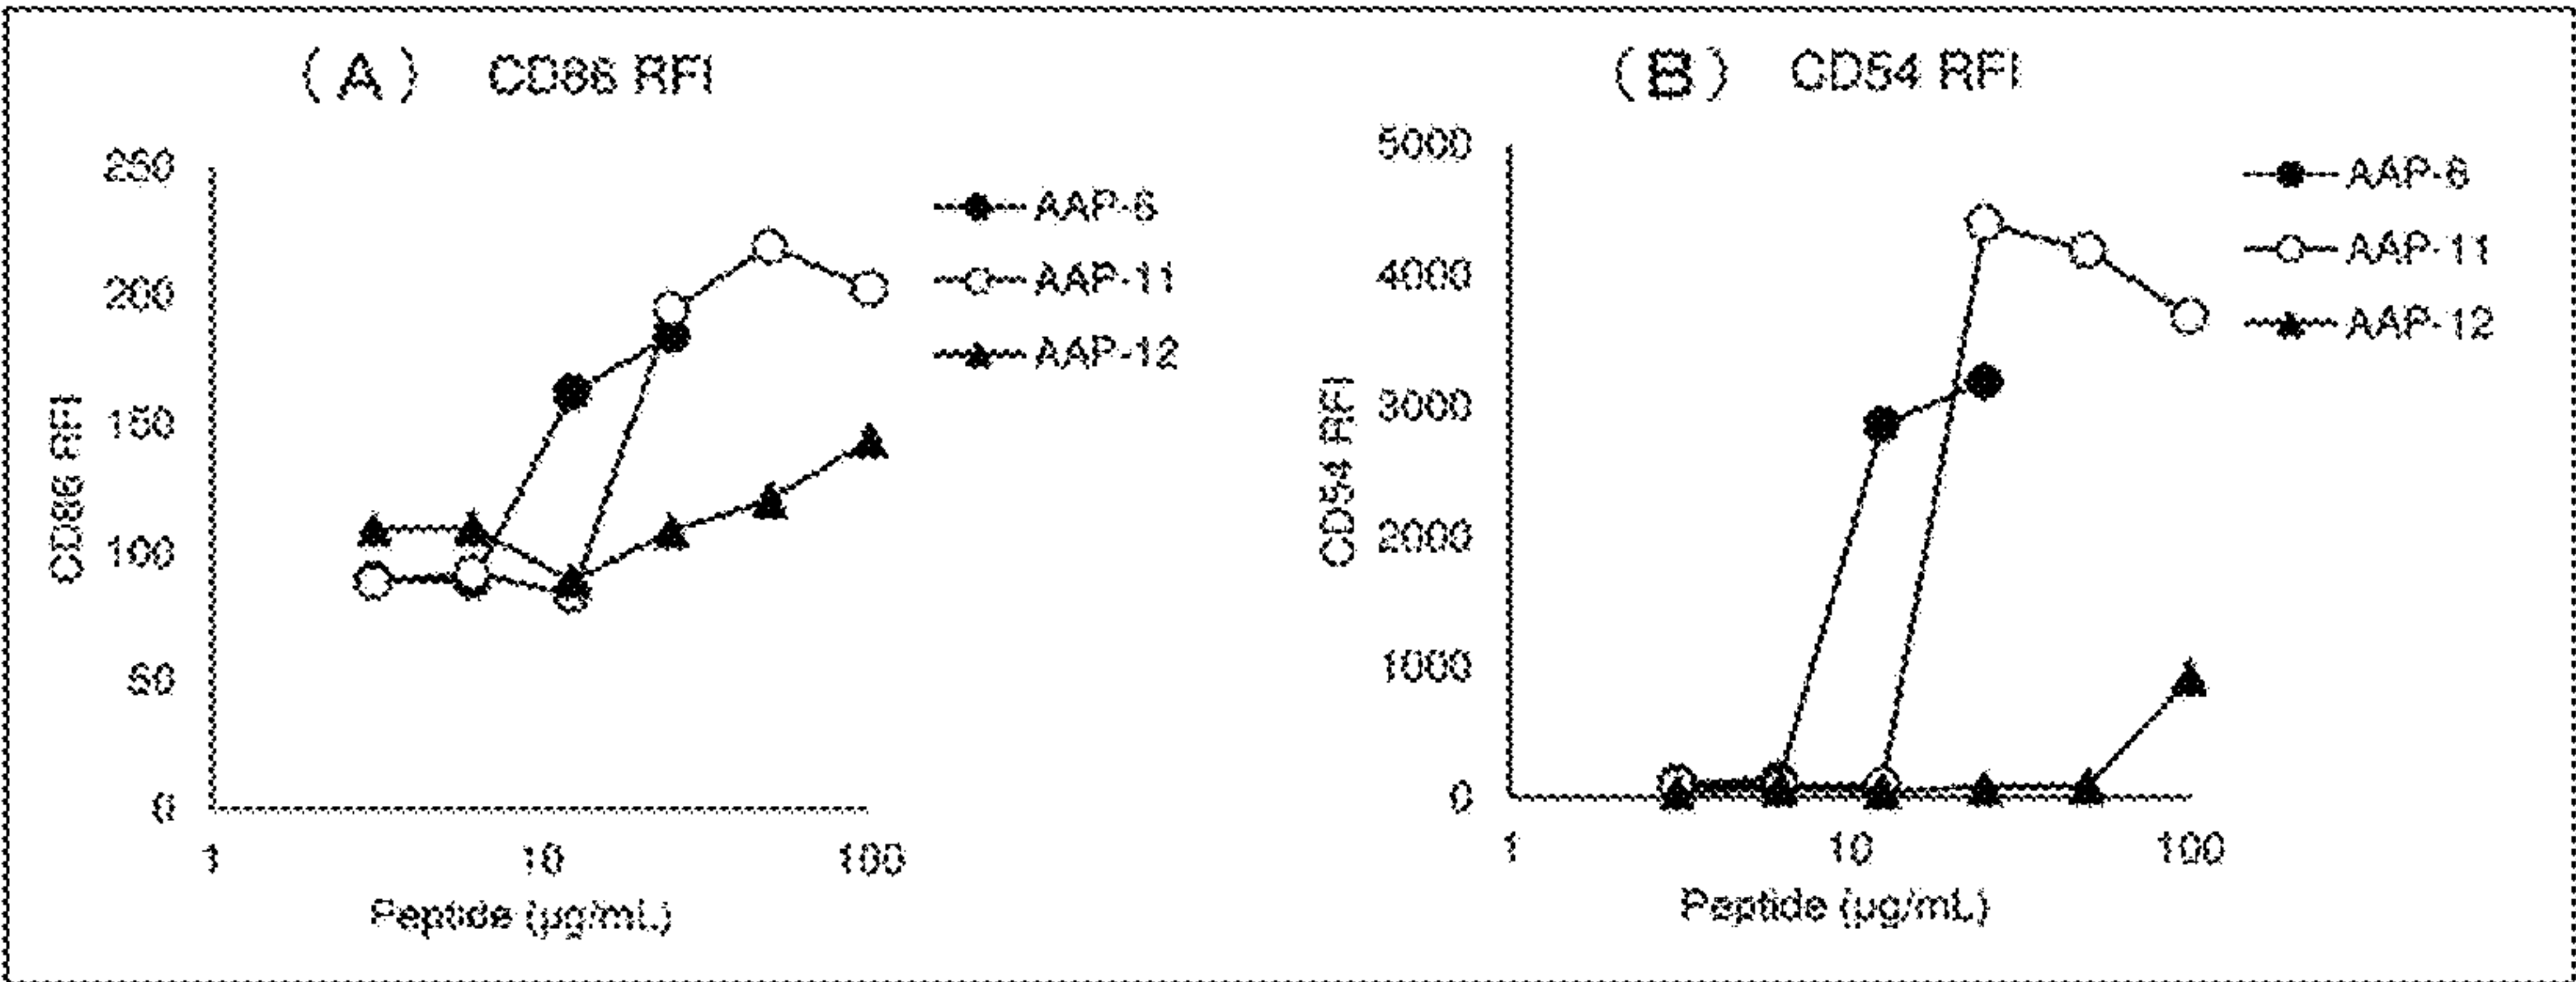 (A) CD86 RFI
250
200
150
100
50
0
CD86 RFI
1 10 100
Peptide (µg/mL)
AAP-6
AAP-11
AAP-12
(B) CD54 RFI
5000
4000
3000
2000
1000
0
CD54 RFI
1 10 100
Peptide (µg/mL)
AAP-6
AAP-11
AAP-12